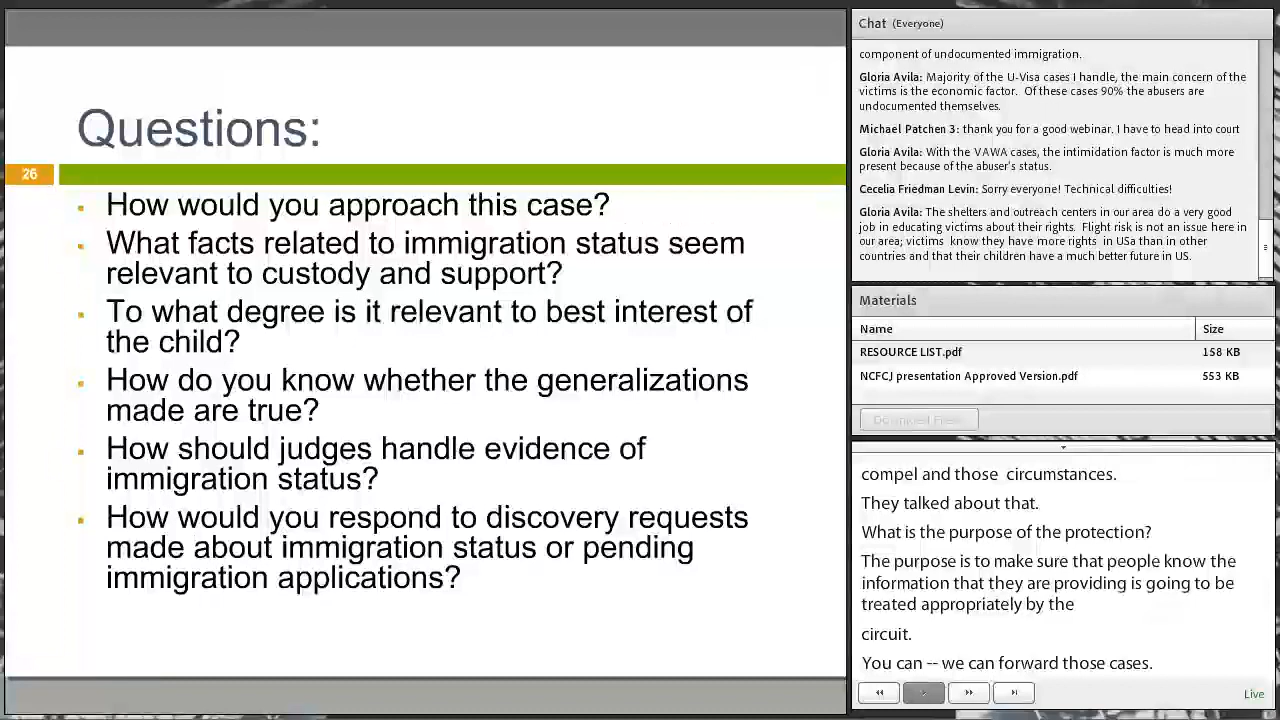 Questions:
26
How would you approach this case?
What facts related to immigration status seem
relevant to custody and support?
To what degree is it relevant to best interest of
the child?
How do you know whether the generalizations
made are true?
How should judges handle evidence of
immigration status?
How would you respond to discovery requests
made about immigration status or pending
immigration applications?
Chat (Everyone)
component of undocumented immigration.
Gloria Avila: Majority of the U-Visa cases I handle, the main concern of the
victims is the economic factor. Of these cases 90% the abusers are
undocumented themselves.
Michael Patchen 3: thank you for a good webinar. I have to head into court
Gloria Avila: With the VAWA cases, the intimidation factor is much more
present because of the abuser's status.
Cecelia Friedman Levin: Sorry everyone! Technical difficulties!
Gloria Avila: The shelters and outreach centers in our area do a very good
job in educating victims about their rights. Flight risk is not an issue here in
our area; victims know they have more rights in USa than in other
countries and that their children have a much better future in US.
Materials
Name Size
RESOURCE LIST.pdf 158 KB
NCFCJ presentation Approved Version.pdf 553 KB
Download File(s)
compel and those circumstances.
They talked about that.
What is the purpose of the protection?
The purpose is to make sure that people know the
information that they are providing is going to be
treated appropriately by the
circuit.
You can -- we can forward those cases.
Live